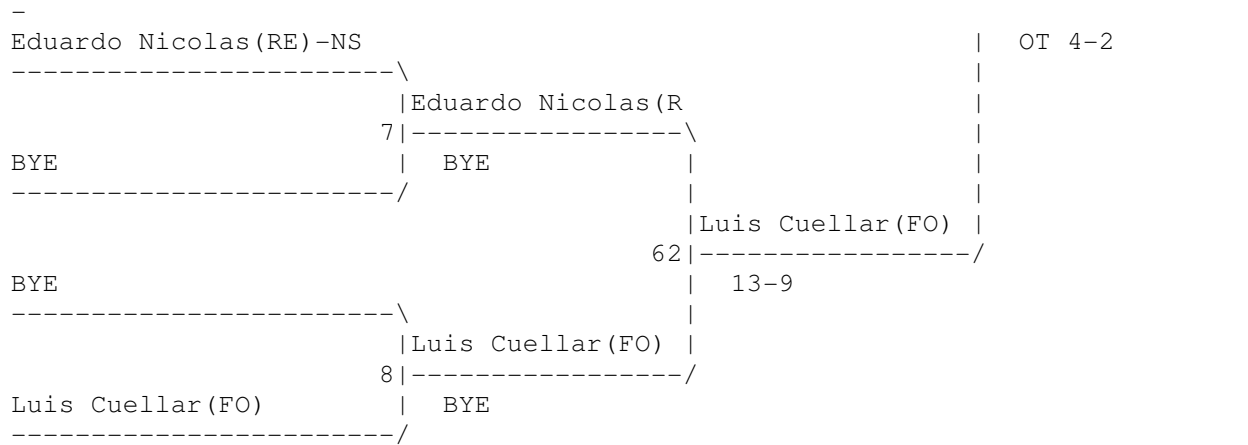 -
Eduardo Nicolas(RE)-NS                                             |  OT 4-2
------------------------\                                          |
                        |Eduardo Nicolas(R                         |
                       7|-----------------\                        |
BYE                     |  BYE            |                        |
------------------------/                 |                        |
                                          |Luis Cuellar(FO) |
                                        62|-----------------/
BYE                                       |  13-9
------------------------\                 |
                        |Luis Cuellar(FO) |
                       8|-----------------/
Luis Cuellar(FO)        |  BYE
------------------------/